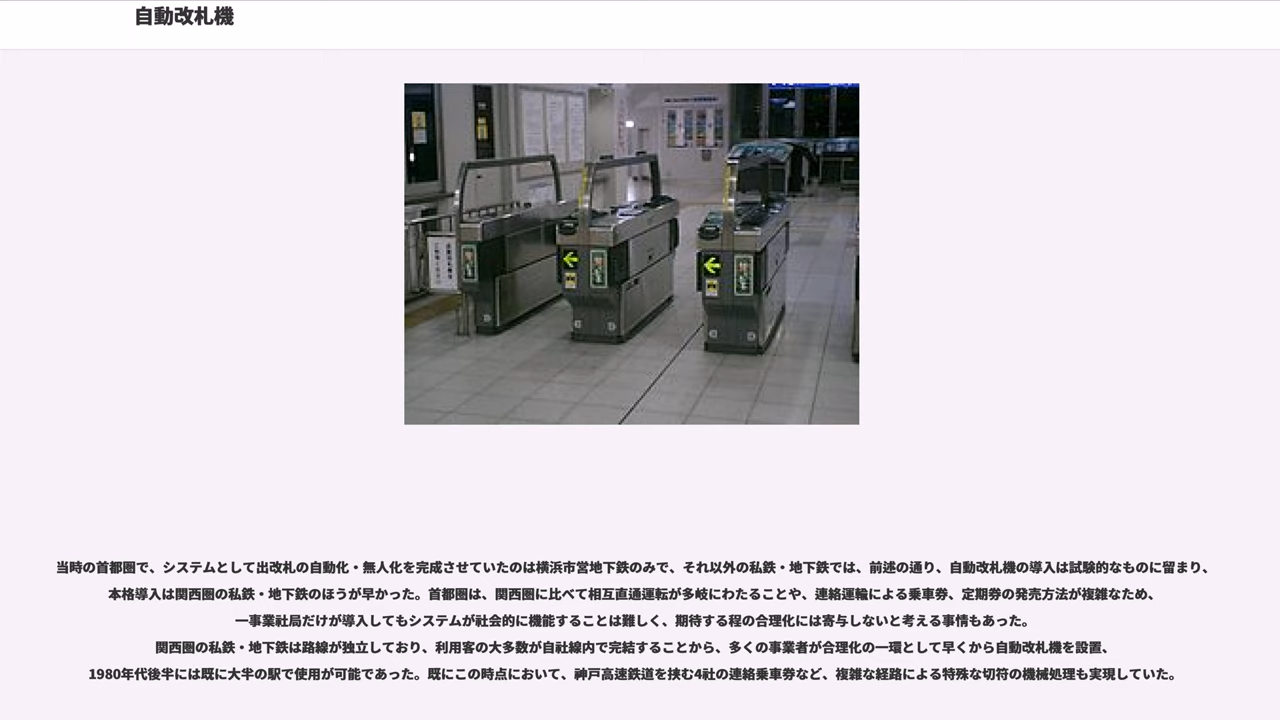 自動改札機
当時の首都圏で、システムとして出改札の自動化・無人化を完成させていたのは横浜市営地下鉄のみで、それ以外の私鉄・地下鉄では、前述の通り、自動改札機の導入は試験的なものに留まり、
本格導入は関西圏の私鉄・地下鉄のほうが早かった。首都圏は、関西圏に比べて相互直通運転が多岐にわたることや、連絡運輸による乗車券、定期券の発売方法が複雑なため、
一事業社局だけが導入してもシステムが社会的に機能することは難しく、期待する程の合理化には寄与しないと考える事情もあった。
関西圏の私鉄・地下鉄は路線が独立しており、利用客の大多数が自社線内で完結することから、多くの事業者が合理化の一環として早くから自動改札機を設置、
1980年代後半には既に大半の駅で使用が可能であった。既にこの時点において、神戸高速鉄道を挟む4社の連絡乗車券など、複雑な経路による特殊な切符の機械処理も実現していた。